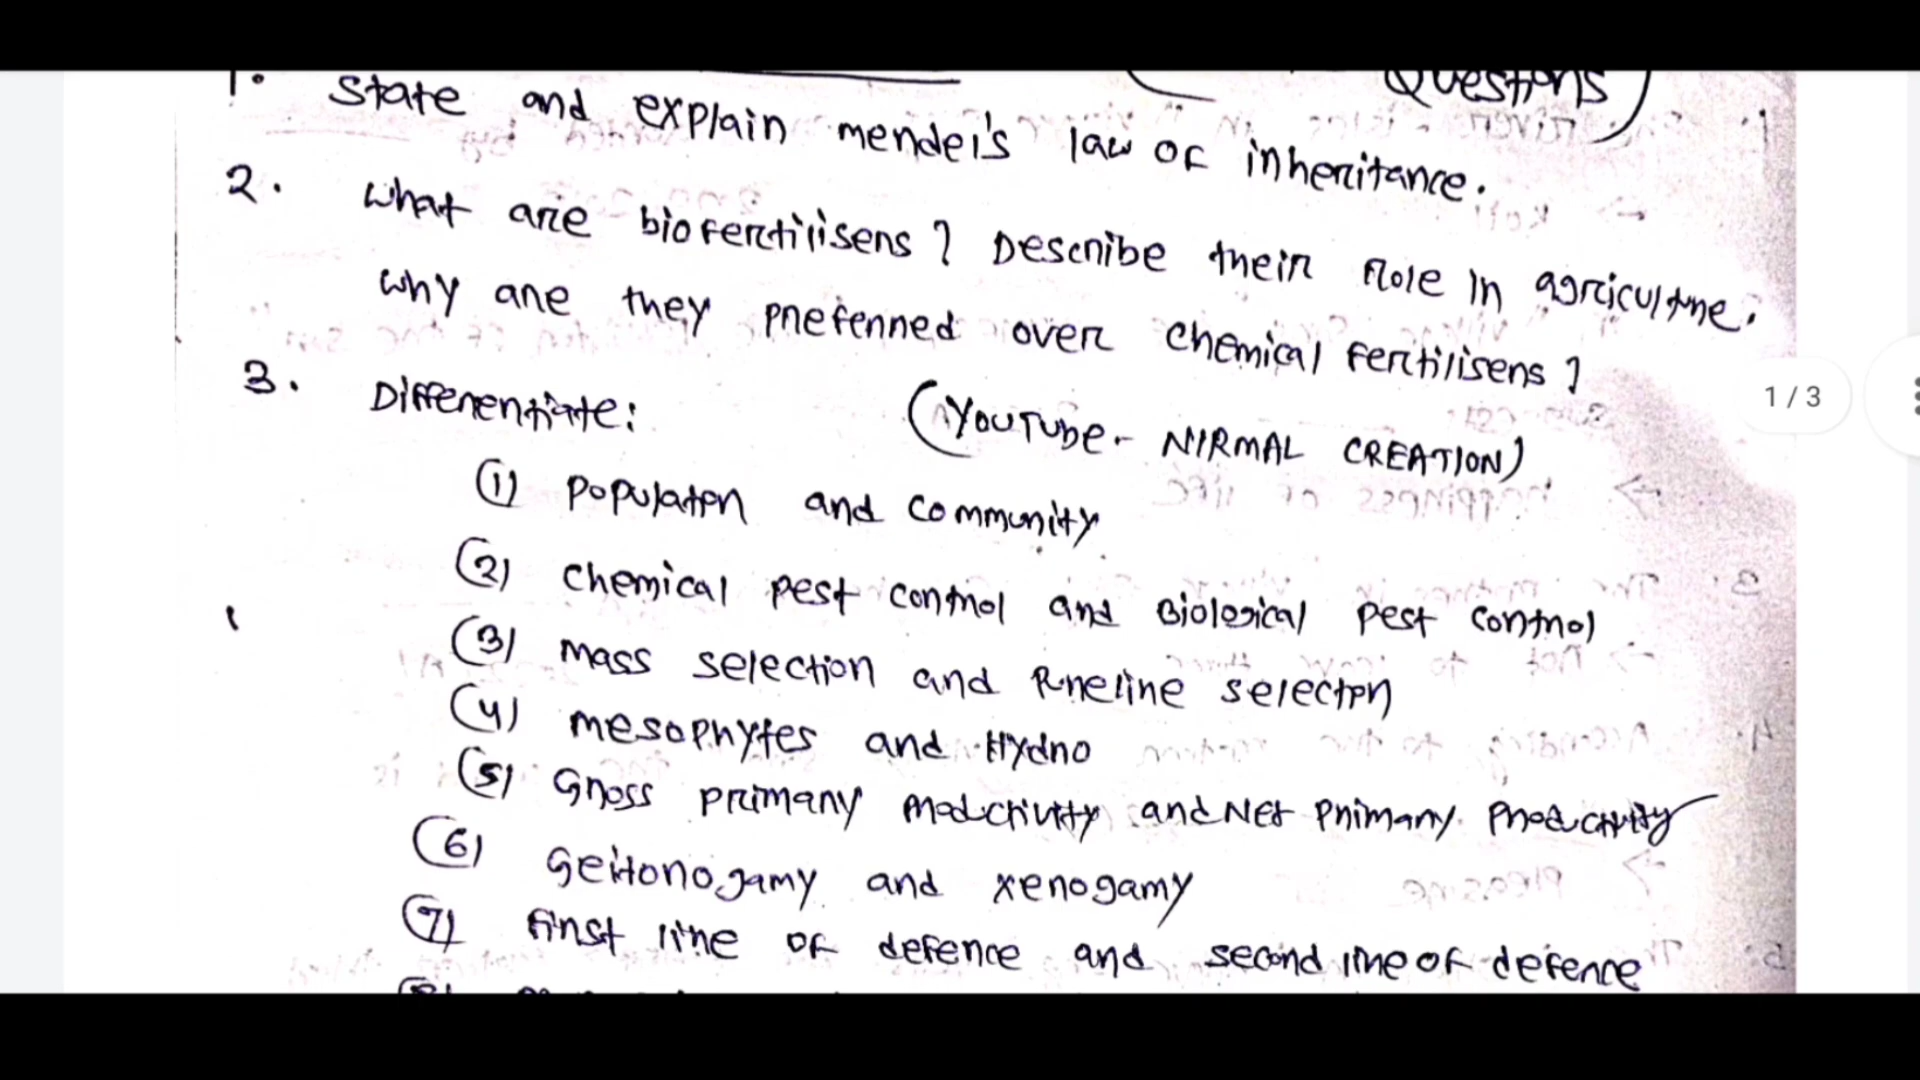 Questions
1. State and explain mendel's law of inheritance.
2. What are biofertilisers? Describe their role in agriculture.
Why are they preferred over chemical fertilisers?
3. Differentiate:
(YouTube- NIRMAL CREATION)
(1) Population and community
(2) chemical pest control and Biological pest control
(3) mass selection and Pureline selection
(4) mesophytes and Hydro
(5) Gross primary productivity and Net Primary Productivity
(6) Geitonogamy and xenogamy
(7) First line of defence and second line of defence
1 / 3